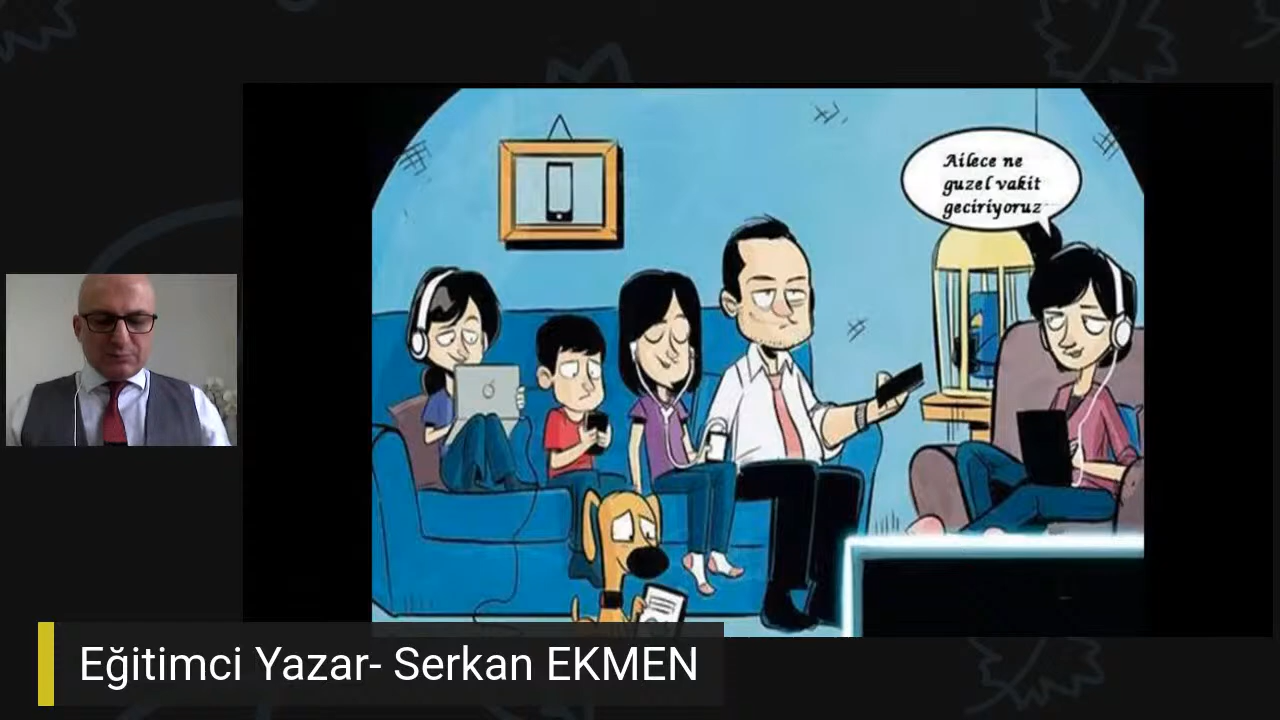 Ailece ne
guzel vakit
geciriyoruz
Eğitimci Yazar- Serkan EKMEN